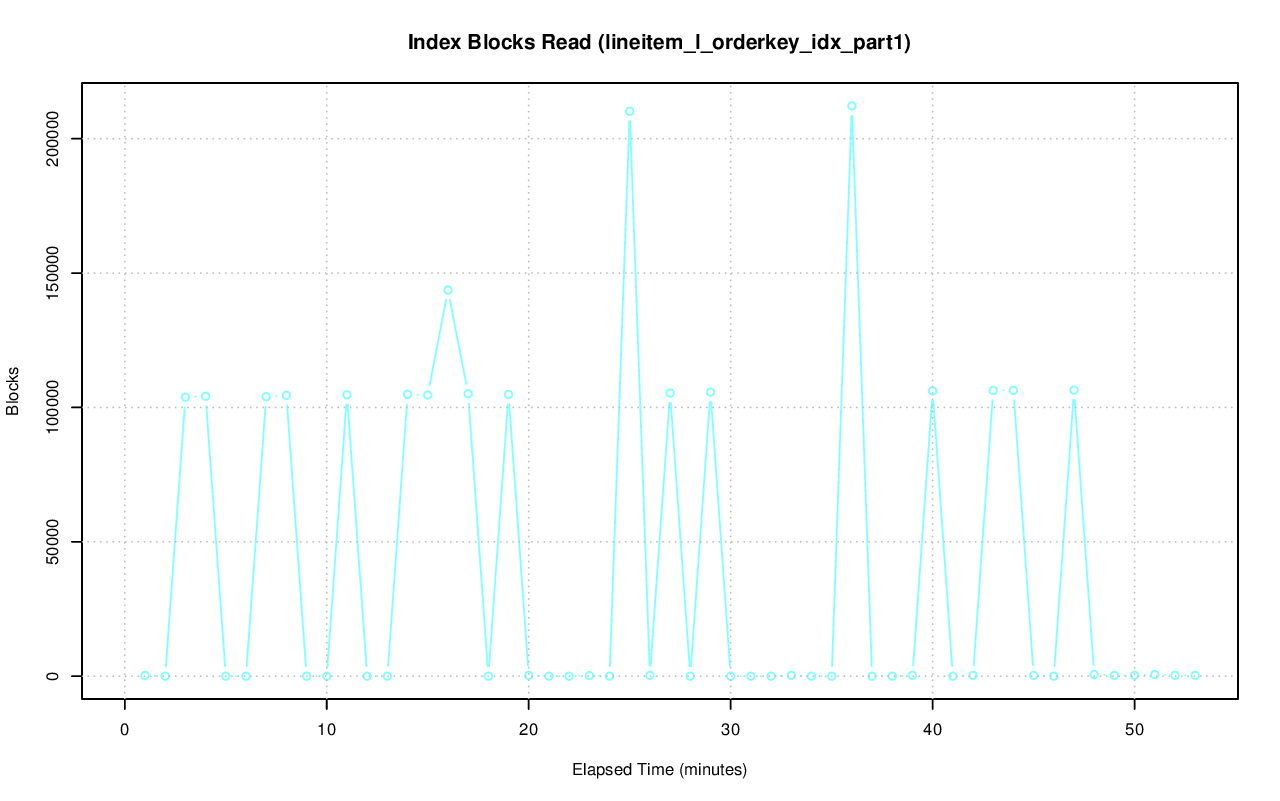 Index Blocks Read (lineitem_l_orderkey_idx_part1)
Blocks
200000
150000
100000
50000
0
0 10 20 30 40 50
Elapsed Time (minutes)